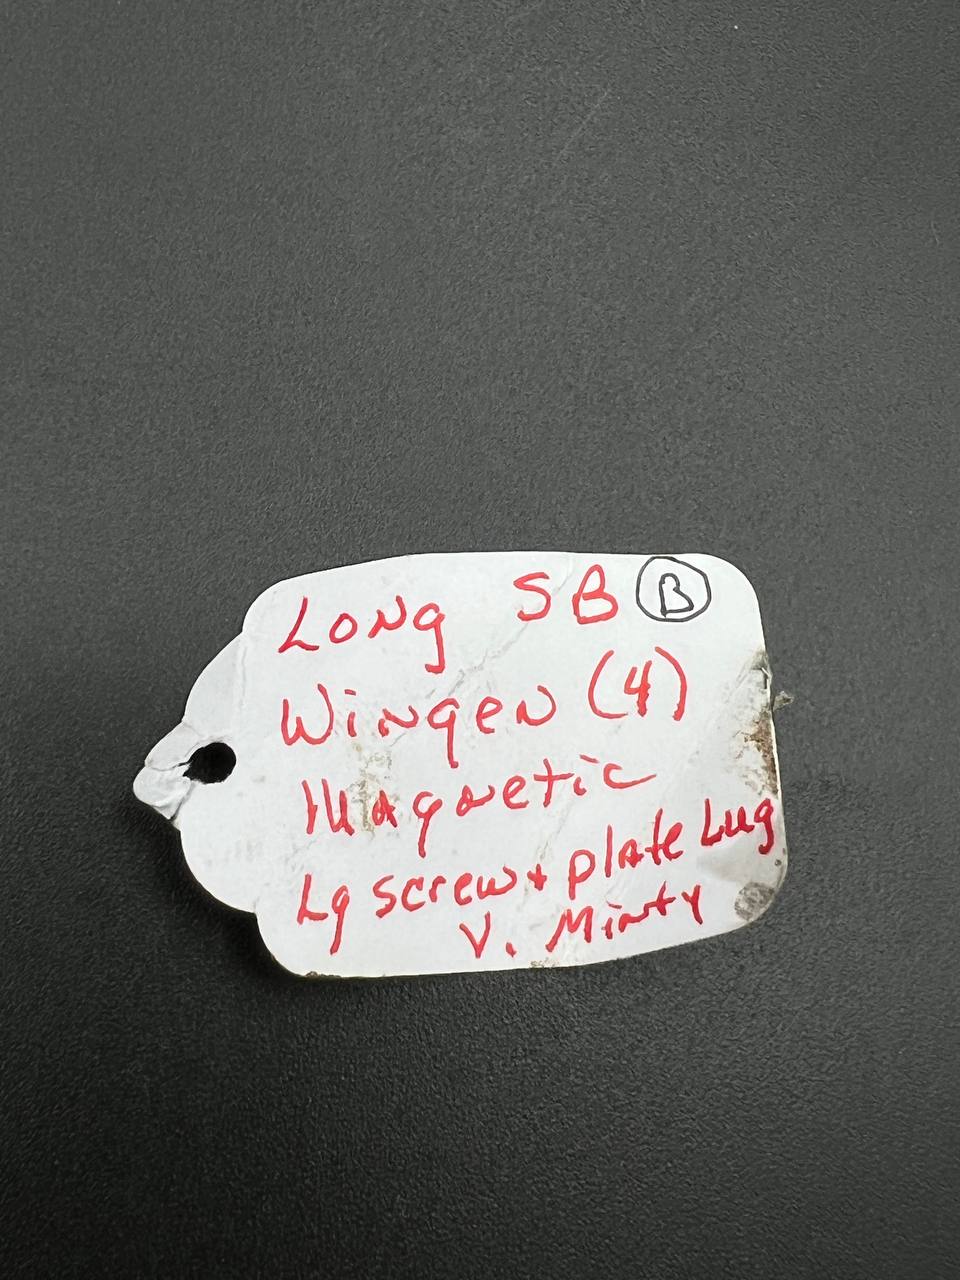 Long SB B
Wingen (4)
Magnetic
Lg screw + plate Lug
V. Minty